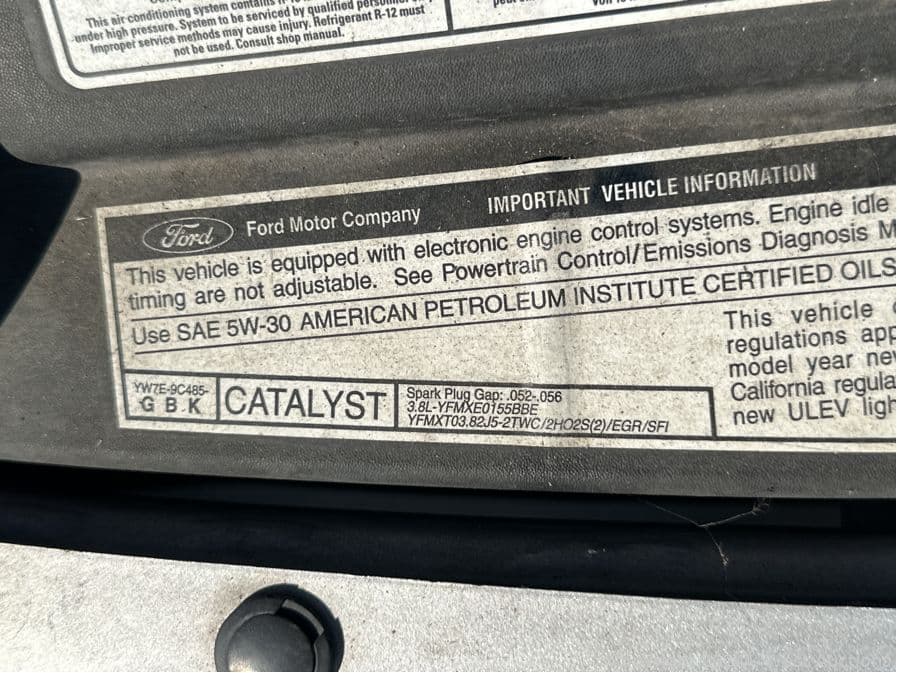 This air conditioning system contains
under high pressure. System to be serviced by qualified personnel.
Improper service methods may cause injury. Refrigerant R-12 must
not be used. Consult shop manual.
Ford Ford Motor Company IMPORTANT VEHICLE INFORMATION
This vehicle is equipped with electronic engine control systems. Engine idle
timing are not adjustable. See Powertrain Control/Emissions Diagnosis M
Use SAE 5W-30 AMERICAN PETROLEUM INSTITUTE CERTIFIED OILS
This vehicle
regulations app
model year ne
California regula
new ULEV ligh
YW7E-9C485-
G B K
CATALYST
Spark Plug Gap: .052-.056
3.8L-YFMXE0155BBE
YFMXT03.82J5-2TWC/2HO2S(2)/EGR/SFI